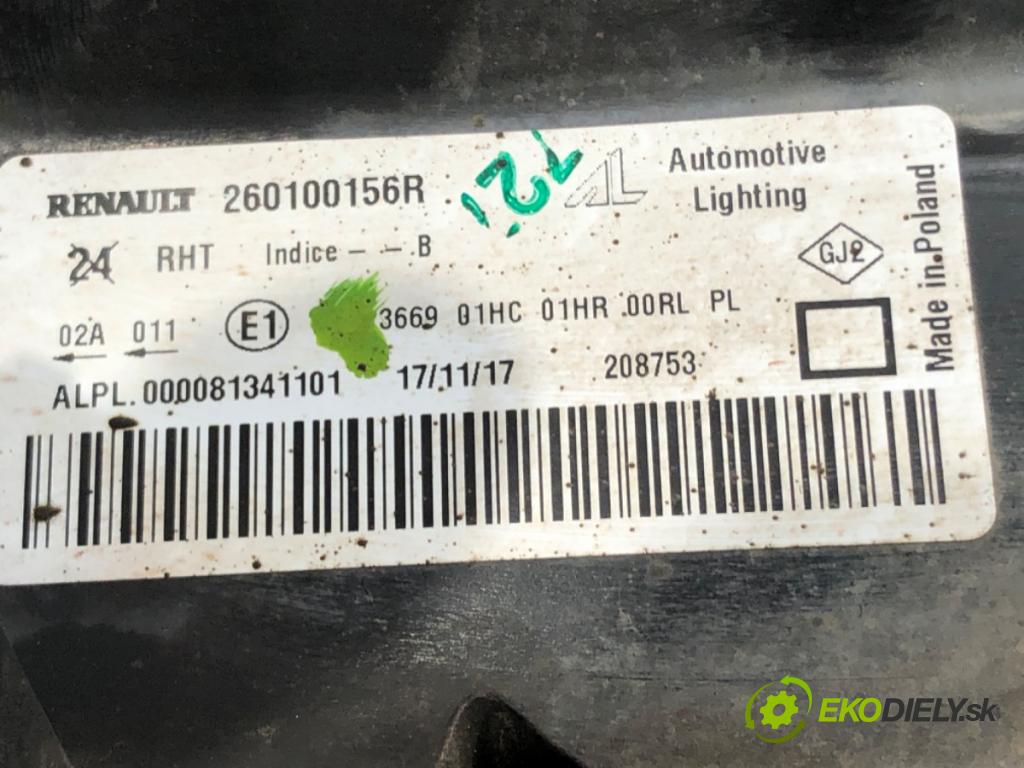 RENAULT 260100156R
Automotive
Lighting
24 RHT Indice - - .B
GJ2
02A 011 E1 3669 01HC 01HR 00RL PL
ALPL.000081341101 17/11/17 208753
Made in Poland
AL
EKODIELY.sk